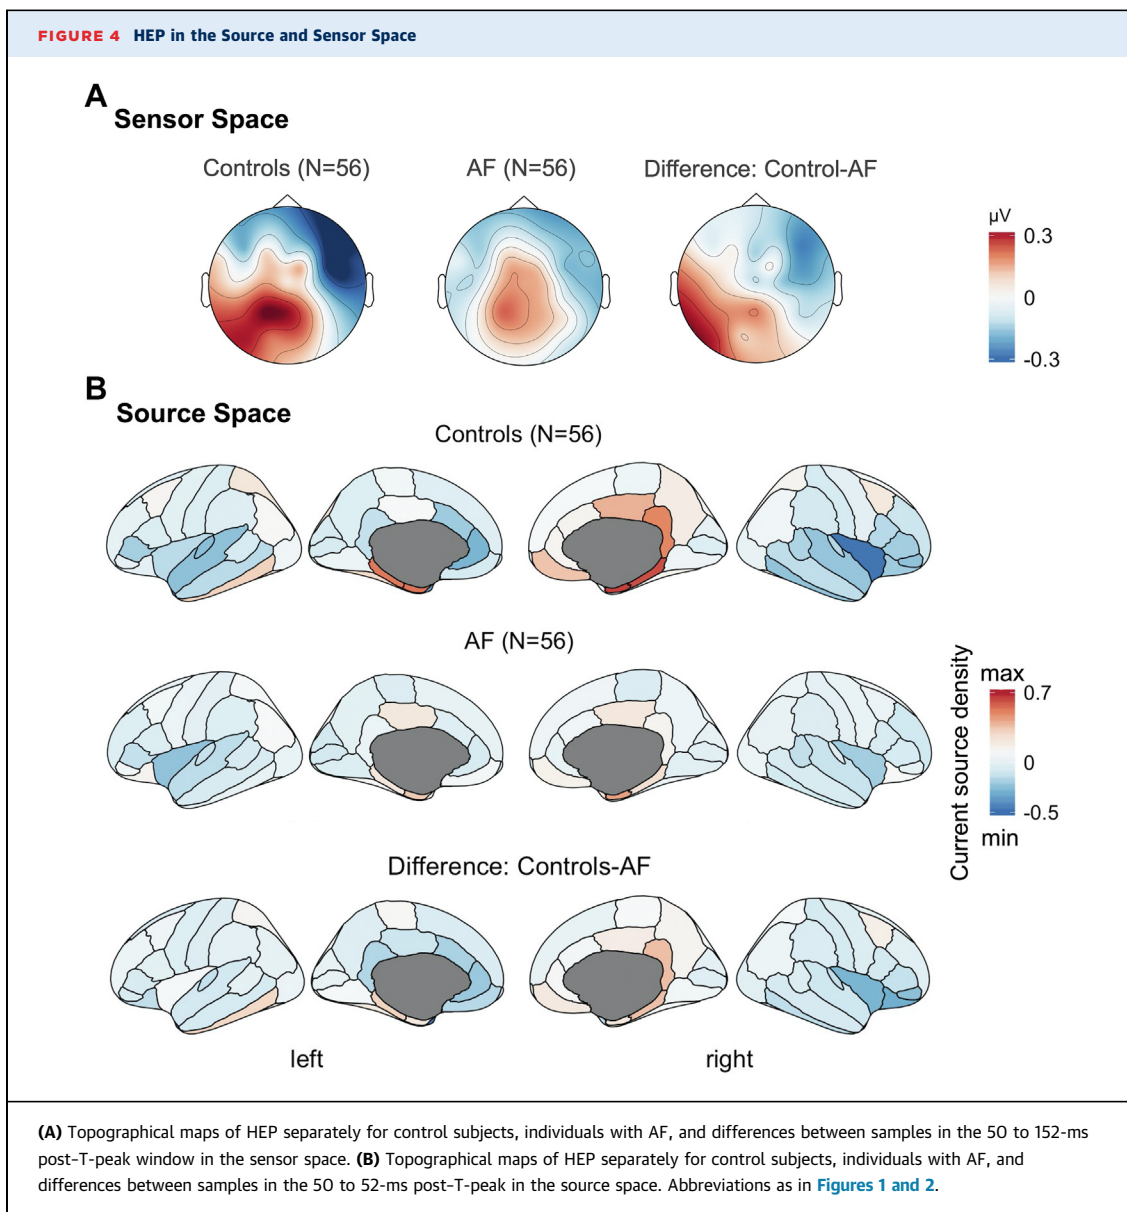 FIGURE 4 HEP in the Source and Sensor Space
A
Sensor Space
Controls (N=56)
AF (N=56)
Difference: Control-AF
µV
0.3
0
-0.3
B
Source Space
Controls (N=56)
AF (N=56)
Current source density
max
0.7
0
-0.5
min
Difference: Controls-AF
left
right
(A) Topographical maps of HEP separately for control subjects, individuals with AF, and differences between samples in the 50 to 152-ms
post–T-peak window in the sensor space. (B) Topographical maps of HEP separately for control subjects, individuals with AF, and
differences between samples in the 50 to 52-ms post–T-peak in the source space. Abbreviations as in Figures 1 and 2.